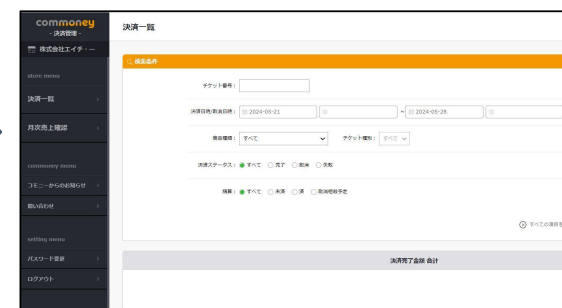 commoney
- 決済管理 -
株式会社エイチ・ー
store menu
決済一覧
月次売上確認
commoney menu
コモニーからのお知らせ
問い合わせ
setting menu
パスワード変更
ログアウト
決済一覧
検索条件
チケット番号：
決済日時/取消日時： 2024-05-21 ~ 2024-05-28
商品種類： すべて チケット種別： すべて
決済ステータス： すべて 完了 取消 失敗
精算： すべて 未済 済 取消相殺予定
すべての項目を
決済完了金額 合計